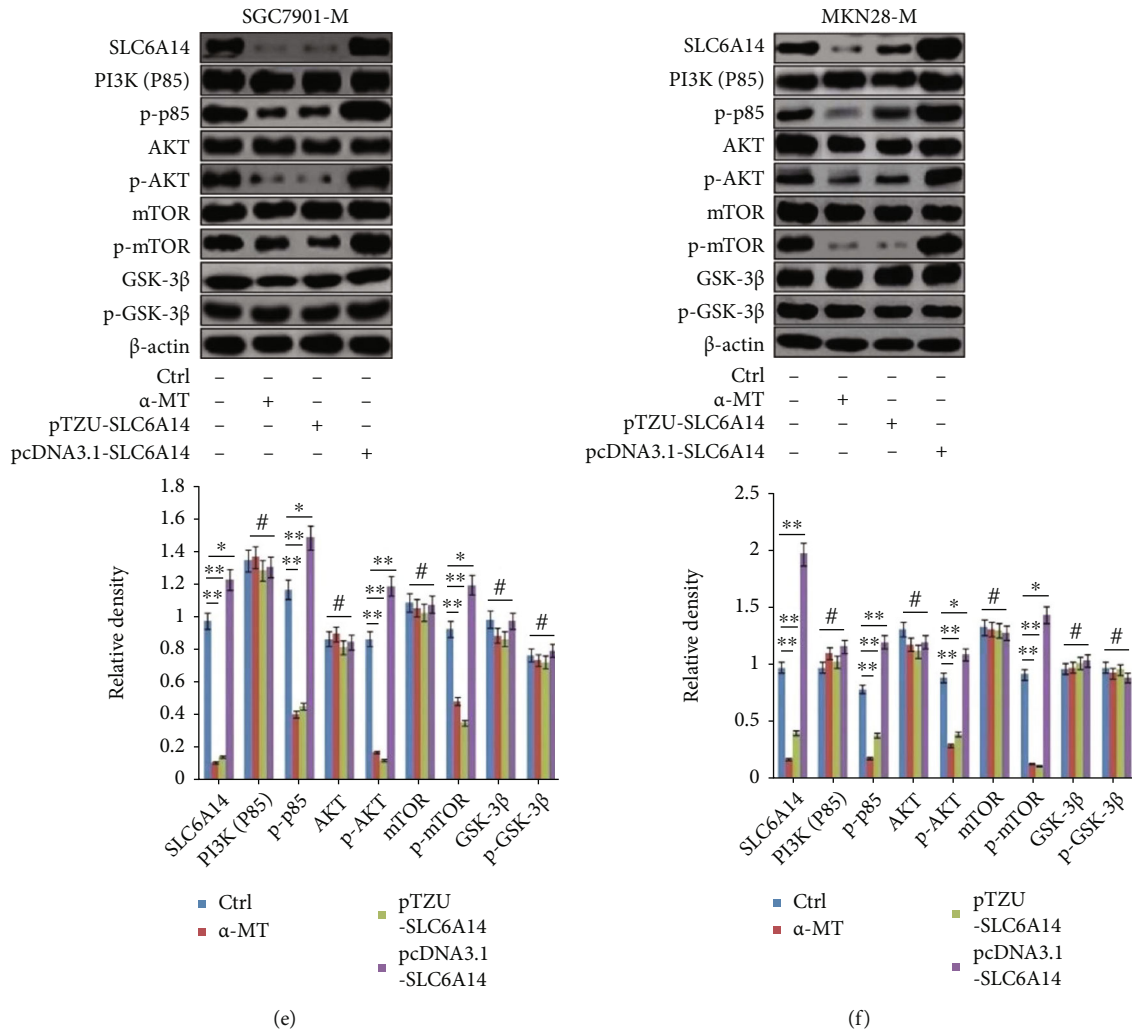 SGC7901-M
SLC6A14
PI3K (P85)
p-p85
AKT
p-AKT
mTOR
p-mTOR
GSK-3β
p-GSK-3β
β-actin
Ctrl – – – –
α-MT – + – –
pTZU-SLC6A14 – – + –
pcDNA3.1-SLC6A14 – – – +
Relative density
1.8
1.6
1.4
1.2
1
0.8
0.6
0.4
0.2
0
* ** **
#
* ** **
#
** ** **
#
* ** **
#
#
SLC6A14
PI3K (P85)
p-p85
AKT
p-AKT
mTOR
p-mTOR
GSK-3β
p-GSK-3β
Ctrl
α-MT
pTZU
-SLC6A14
pcDNA3.1
-SLC6A14
(e)
MKN28-M
SLC6A14
PI3K (P85)
p-p85
AKT
p-AKT
mTOR
p-mTOR
GSK-3β
p-GSK-3β
β-actin
Ctrl – – – –
α-MT – + – –
pTZU-SLC6A14 – – + –
pcDNA3.1-SLC6A14 – – – +
Relative density
2.5
2
1.5
1
0.5
0
** ** **
#
** ** **
#
* ** **
#
* ** **
#
#
SLC6A14
PI3K (P85)
p-p85
AKT
p-AKT
mTOR
p-mTOR
GSK-3β
p-GSK-3β
Ctrl
α-MT
pTZU
-SLC6A14
pcDNA3.1
-SLC6A14
(f)